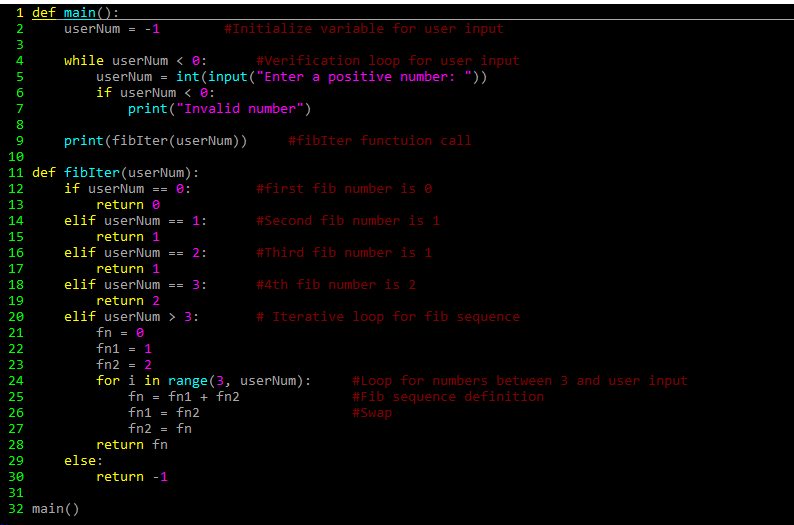 1 def main():
2     userNum = -1        #Initialize variable for user input
3
4     while userNum < 0:      #Verification loop for user input
5         userNum = int(input("Enter a positive number: "))
6         if userNum < 0:
7             print("Invalid number")
8
9     print(fibIter(userNum))     #fibIter functuion call
10
11 def fibIter(userNum):
12     if userNum == 0:        #first fib number is 0
13         return 0
14     elif userNum == 1:      #Second fib number is 1
15         return 1
16     elif userNum == 2:      #Third fib number is 1
17         return 1
18     elif userNum == 3:      #4th fib number is 2
19         return 2
20     elif userNum > 3:       # Iterative loop for fib sequence
21         fn = 0
22         fn1 = 1
23         fn2 = 2
24         for i in range(3, userNum):     #Loop for numbers between 3 and user input
25             fn = fn1 + fn2              #Fib sequence definition
26             fn1 = fn2                   #Swap
27             fn2 = fn
28         return fn
29     else:
30         return -1
31
32 main()